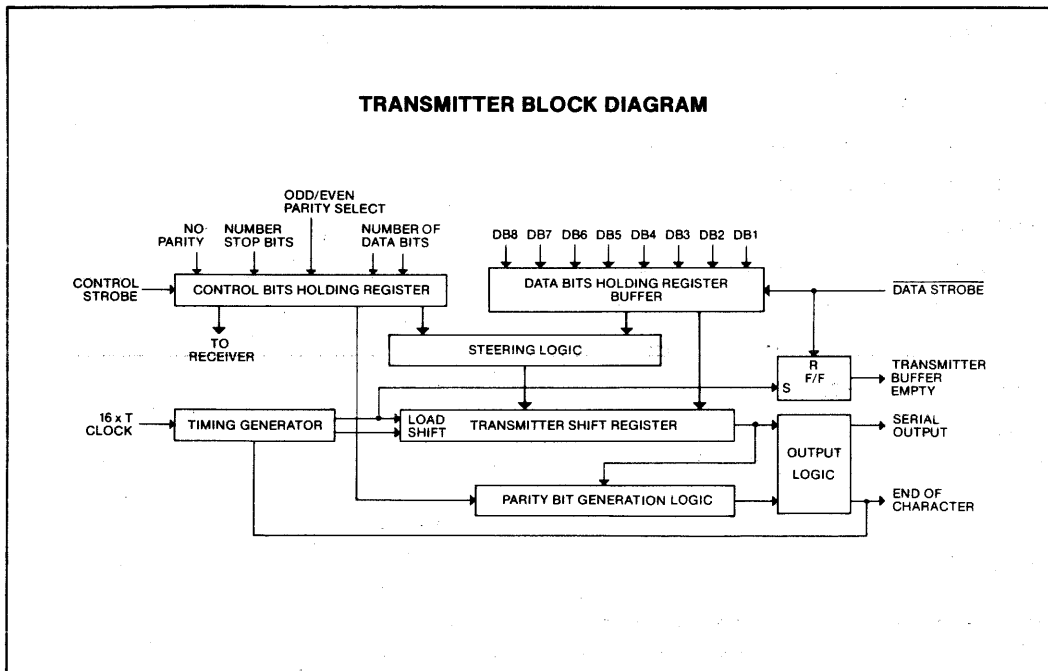 TRANSMITTER BLOCK DIAGRAM
ODD/EVEN
PARITY SELECT
NO
PARITY
NUMBER
STOP BITS
NUMBER OF
DATA BITS
DB8 DB7 DB6 DB5 DB4 DB3 DB2 DB1
CONTROL
STROBE
CONTROL BITS HOLDING REGISTER
DATA BITS HOLDING REGISTER
BUFFER
DATA STROBE
TO
RECEIVER
STEERING LOGIC
R
F/F
S
TRANSMITTER
BUFFER
EMPTY
16 x T
CLOCK
TIMING GENERATOR
LOAD
SHIFT
TRANSMITTER SHIFT REGISTER
OUTPUT
LOGIC
SERIAL
OUTPUT
PARITY BIT GENERATION LOGIC
END OF
CHARACTER